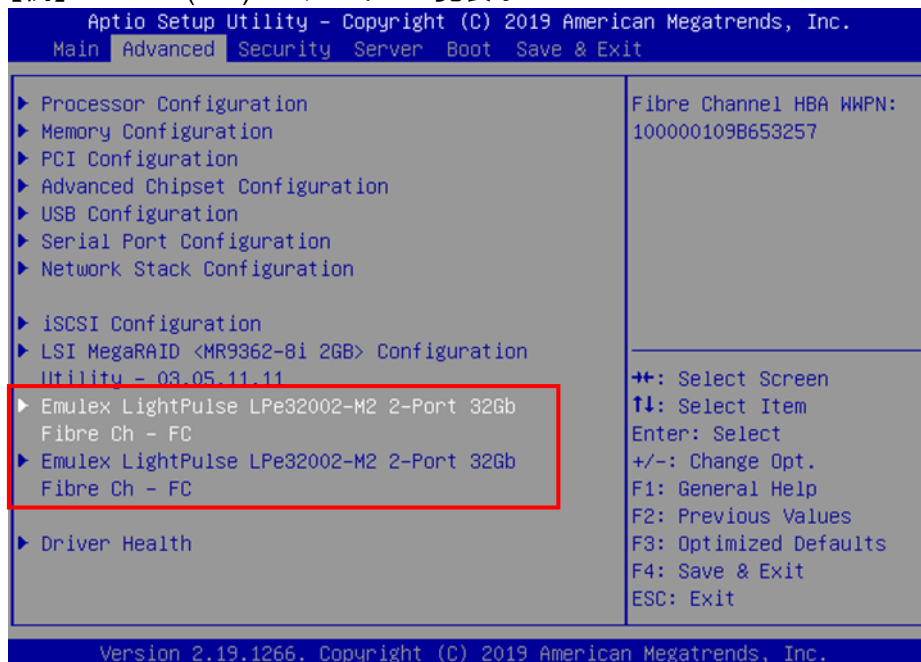 Aptio Setup Utility – Copyright (C) 2019 American Megatrends, Inc.
Main Advanced Security Server Boot Save & Exit
▶ Processor Configuration
▶ Memory Configuration
▶ PCI Configuration
▶ Advanced Chipset Configuration
▶ USB Configuration
▶ Serial Port Configuration
▶ Network Stack Configuration
▶ iSCSI Configuration
▶ LSI MegaRAID <MR9362-8i 2GB> Configuration
Utility – 03.05.11.11
▶ Emulex LightPulse LPe32002-M2 2-Port 32Gb
Fibre Ch – FC
▶ Emulex LightPulse LPe32002-M2 2-Port 32Gb
Fibre Ch – FC
▶ Driver Health
Fibre Channel HBA WWPN:
100000109B653257
→←: Select Screen
↑↓: Select Item
Enter: Select
+/-: Change Opt.
F1: General Help
F2: Previous Values
F3: Optimized Defaults
F4: Save & Exit
ESC: Exit
Version 2.19.1266. Copyright (C) 2019 American Megatrends, Inc.